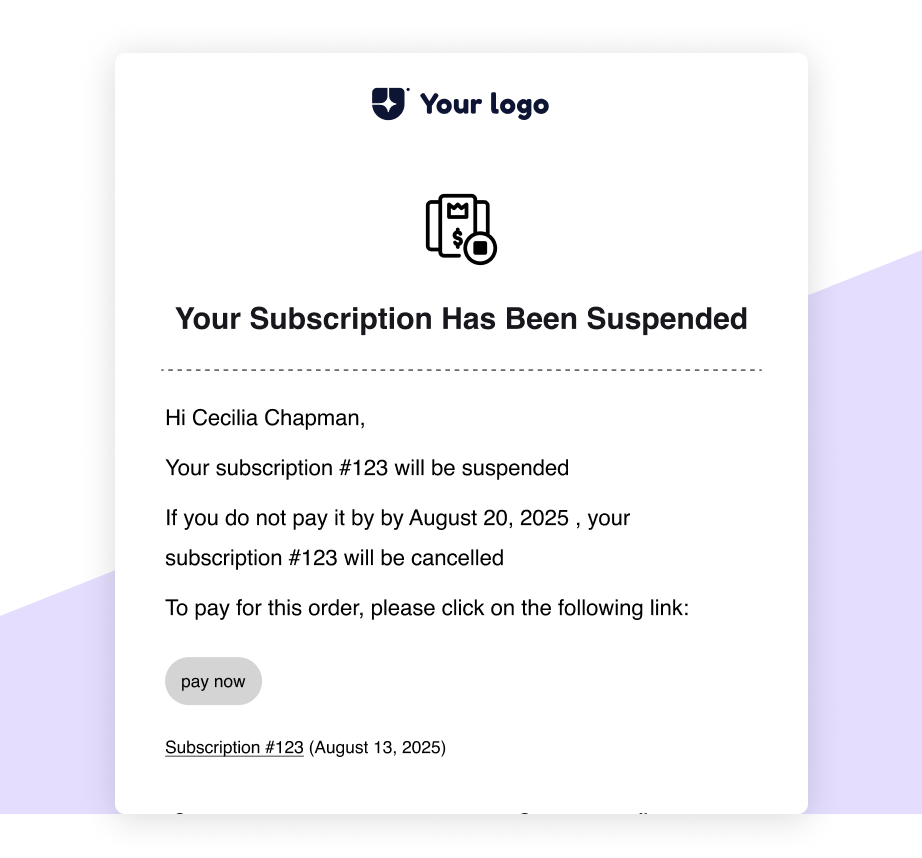 Your logo
$
Your Subscription Has Been Suspended
Hi Cecilia Chapman,
Your subscription #123 will be suspended
If you do not pay it by by August 20, 2025 , your
subscription #123 will be cancelled
To pay for this order, please click on the following link:
pay now
Subscription #123 (August 13, 2025)